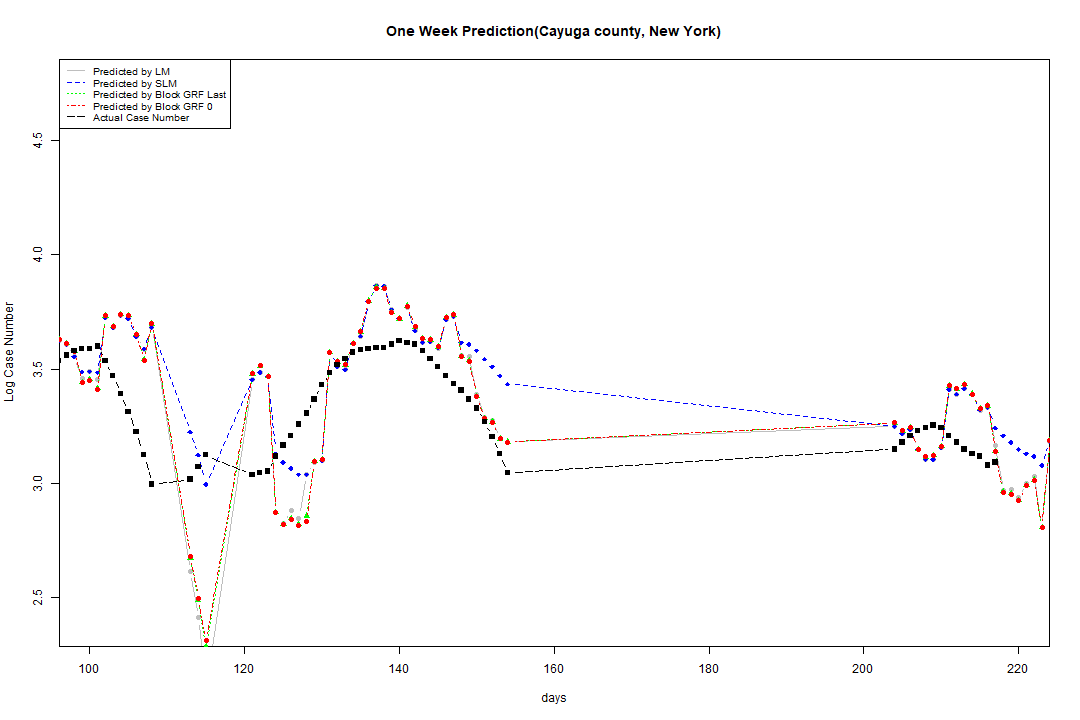 One Week Prediction(Cayuga county, New York)
Predicted by LM
Predicted by SLM
Predicted by Block GRF Last
Predicted by Block GRF 0
Actual Case Number
4.5
4.0
3.5
3.0
2.5
Log Case Number
100 120 140 160 180 200 220
days